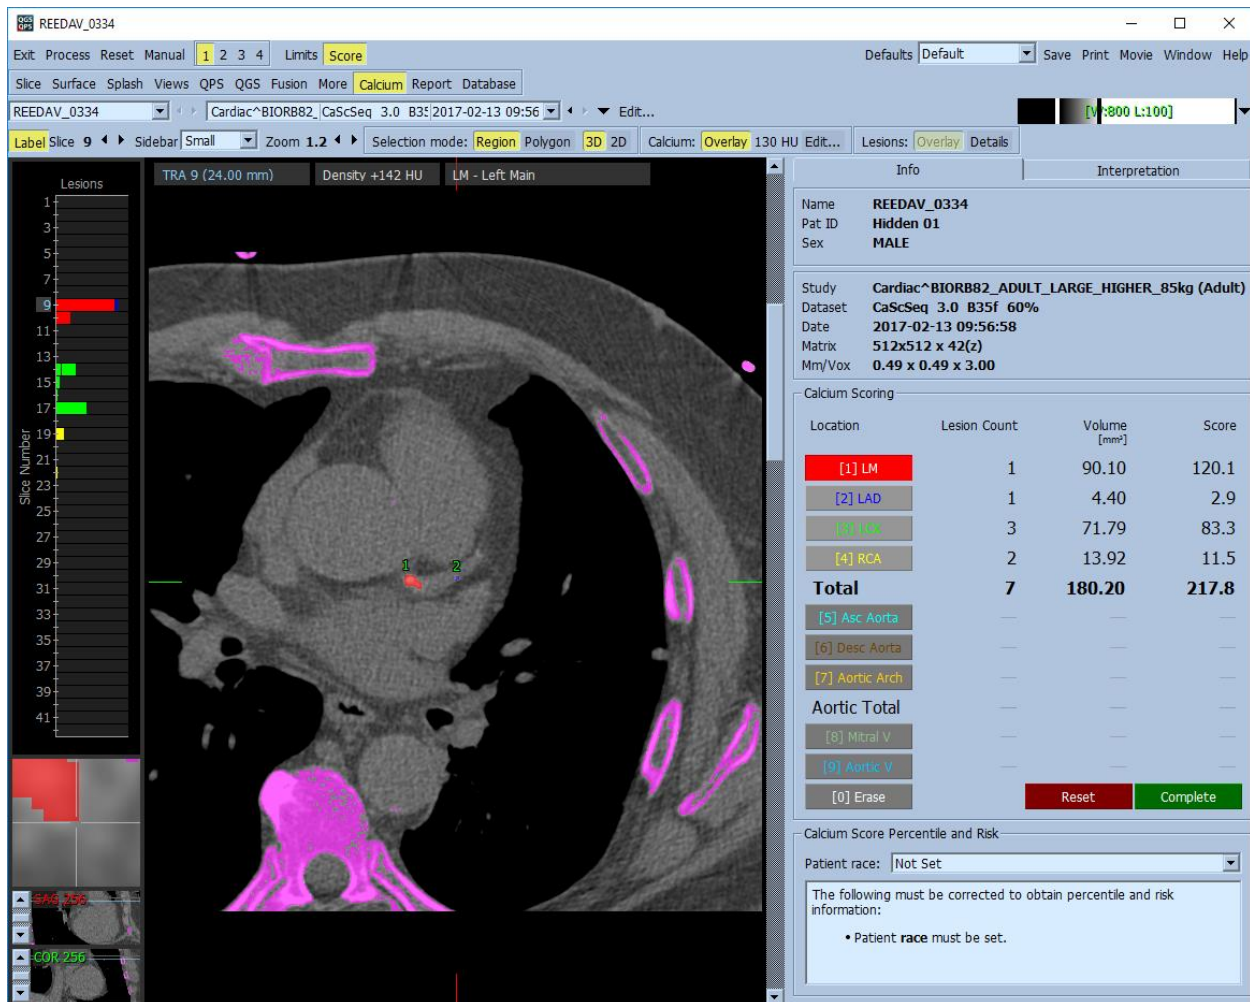 QGS
QPS
REEDAV_0334
Exit Process Reset Manual 1 2 3 4 Limits Score Defaults Default Save Print Movie Window Help
Slice Surface Splash Views QPS QGS Fusion More Calcium Report Database
REEDAV_0334 Cardiac^BIORB82_ CaScSeq 3.0 B35f 2017-02-13 09:56 Edit... [W:800 L:100]
Label Slice 9 Sidebar Small Zoom 1.2 Selection mode: Region Polygon 3D 2D Calcium: Overlay 130 HU Edit... Lesions: Overlay Details
Lesions
TRA 9 (24.00 mm) Density +142 HU LM - Left Main
1
3
5
7
9
11
13
15
17
19
21
23
25
27
29
31
33
35
37
39
41
Slice Number
1 2
SAG 256
COR 256
Info Interpretation
Name REEDAV_0334
Pat ID Hidden 01
Sex MALE
Study Cardiac^BIORB82_ADULT_LARGE_HIGHER_85kg (Adult)
Dataset CaScSeq 3.0 B35f 60%
Date 2017-02-13 09:56:58
Matrix 512x512 x 42(z)
Mm/Vox 0.49 x 0.49 x 3.00
Calcium Scoring
Location Lesion Count Volume [mm³] Score
[1] LM 1 90.10 120.1
[2] LAD 1 4.40 2.9
[3] LCX 3 71.79 83.3
[4] RCA 2 13.92 11.5
Total 7 180.20 217.8
[5] Asc Aorta — — —
[6] Desc Aorta — — —
[7] Aortic Arch — — —
Aortic Total — — —
[8] Mitral V — — —
[9] Aortic V — — —
[0] Erase Reset Complete
Calcium Score Percentile and Risk
Patient race: Not Set
The following must be corrected to obtain percentile and risk
information:
• Patient race must be set.